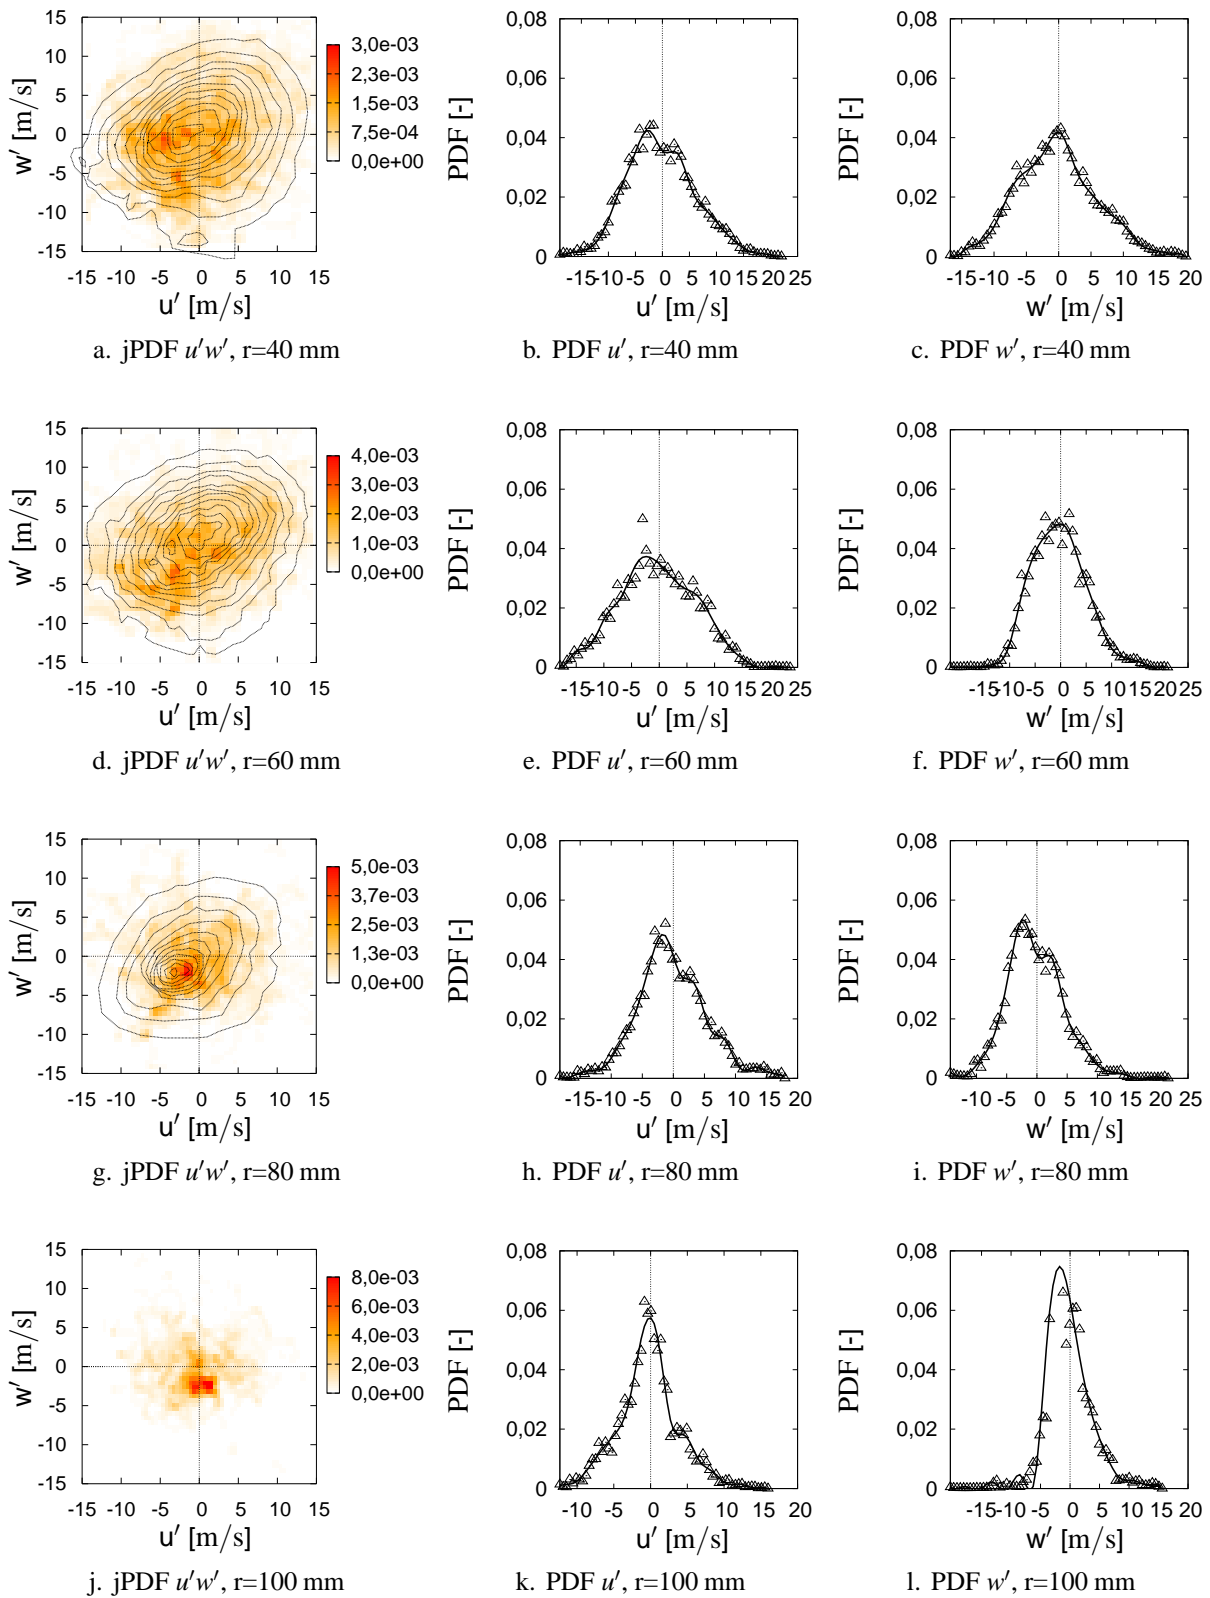 15
10
5
0
-5
-10
-15
-15 -10 -5 0 5 10 15
w′ [m/s]
u′ [m/s]
3,0e-03
2,3e-03
1,5e-03
7,5e-04
0,0e+00
a. jPDF u′w′, r=40 mm
0,08
0,06
0,04
0,02
0
PDF [-]
-15-10 -5 0 5 10 15 20 25
u′ [m/s]
b. PDF u′, r=40 mm
0,08
0,06
0,04
0,02
0
PDF [-]
-15 -10 -5 0 5 10 15 20
w′ [m/s]
c. PDF w′, r=40 mm
15
10
5
0
-5
-10
-15
-15 -10 -5 0 5 10 15
w′ [m/s]
u′ [m/s]
4,0e-03
3,0e-03
2,0e-03
1,0e-03
0,0e+00
d. jPDF u′w′, r=60 mm
0,08
0,06
0,04
0,02
0
PDF [-]
-15-10 -5 0 5 10 15 20 25
u′ [m/s]
e. PDF u′, r=60 mm
0,08
0,06
0,04
0,02
0
PDF [-]
-15-10 -5 0 5 10 15 20 25
w′ [m/s]
f. PDF w′, r=60 mm
15
10
5
0
-5
-10
-15
-15 -10 -5 0 5 10 15
w′ [m/s]
u′ [m/s]
5,0e-03
3,7e-03
2,5e-03
1,3e-03
0,0e+00
g. jPDF u′w′, r=80 mm
0,08
0,06
0,04
0,02
0
PDF [-]
-15 -10 -5 0 5 10 15 20
u′ [m/s]
h. PDF u′, r=80 mm
0,08
0,06
0,04
0,02
0
PDF [-]
-10 -5 0 5 10 15 20 25
w′ [m/s]
i. PDF w′, r=80 mm
15
10
5
0
-5
-10
-15
-15 -10 -5 0 5 10 15
w′ [m/s]
u′ [m/s]
8,0e-03
6,0e-03
4,0e-03
2,0e-03
0,0e+00
j. jPDF u′w′, r=100 mm
0,08
0,06
0,04
0,02
0
PDF [-]
-10 -5 0 5 10 15 20
u′ [m/s]
k. PDF u′, r=100 mm
0,08
0,06
0,04
0,02
0
PDF [-]
-15 -10 -5 0 5 10 15 20
w′ [m/s]
l. PDF w′, r=100 mm